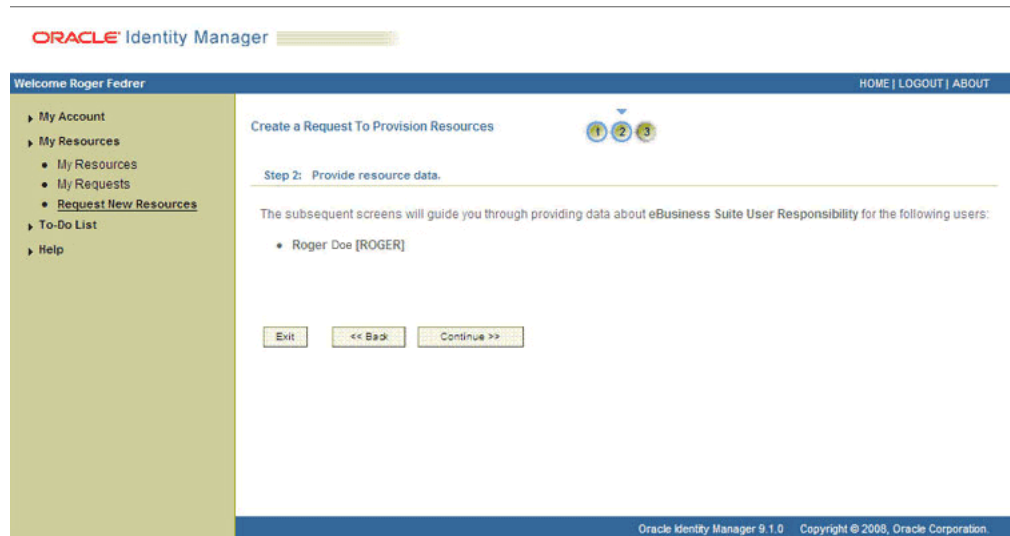 ORACLE Identity Manager
Welcome Roger Fedrer
HOME | LOGOUT | ABOUT
My Account
My Resources
My Resources
My Requests
Request New Resources
To-Do List
Help
Create a Request To Provision Resources
1 2 3
Step 2: Provide resource data.
The subsequent screens will guide you through providing data about eBusiness Suite User Responsibility for the following users:
Roger Doe [ROGER]
Exit
<< Back
Continue >>
Oracle Identity Manager 9.1.0 Copyright © 2008, Oracle Corporation.